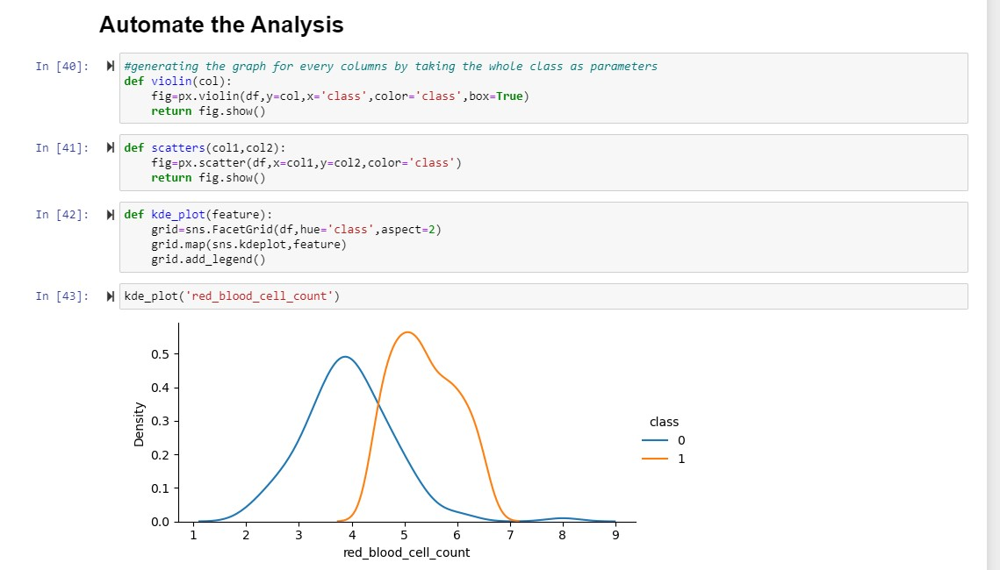 Automate the Analysis
In [40]:
#generating the graph for every columns by taking the whole class as parameters
def violin(col):
    fig=px.violin(df,y=col,x='class',color='class',box=True)
    return fig.show()
In [41]:
def scatters(col1,col2):
    fig=px.scatter(df,x=col1,y=col2,color='class')
    return fig.show()
In [42]:
def kde_plot(feature):
    grid=sns.FacetGrid(df,hue='class',aspect=2)
    grid.map(sns.kdeplot,feature)
    grid.add_legend()
In [43]:
kde_plot('red_blood_cell_count')
0.5
0.4
0.3
0.2
0.1
0.0
Density
1 2 3 4 5 6 7 8 9
red_blood_cell_count
class
0
1